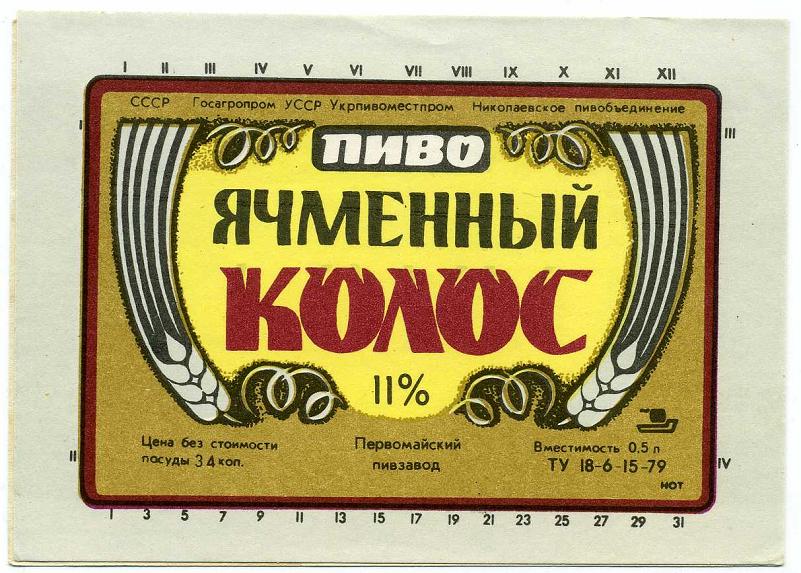 I II III IV V VI VII VIII IX X XI XII
СССР Госагропром УССР Укрпивоместпром Николаевское пивобъединение
I
III
ПИВО
ЯЧМЕННЫЙ
КОЛОС
11%
Цена без стоимости
посуды 34 коп.
Первомайский
пивзавод
Вместимость 0,5 л
ТУ 18-6-15-79
НОТ
II
IV
1 3 5 7 9 11 13 15 17 19 21 23 25 27 29 31